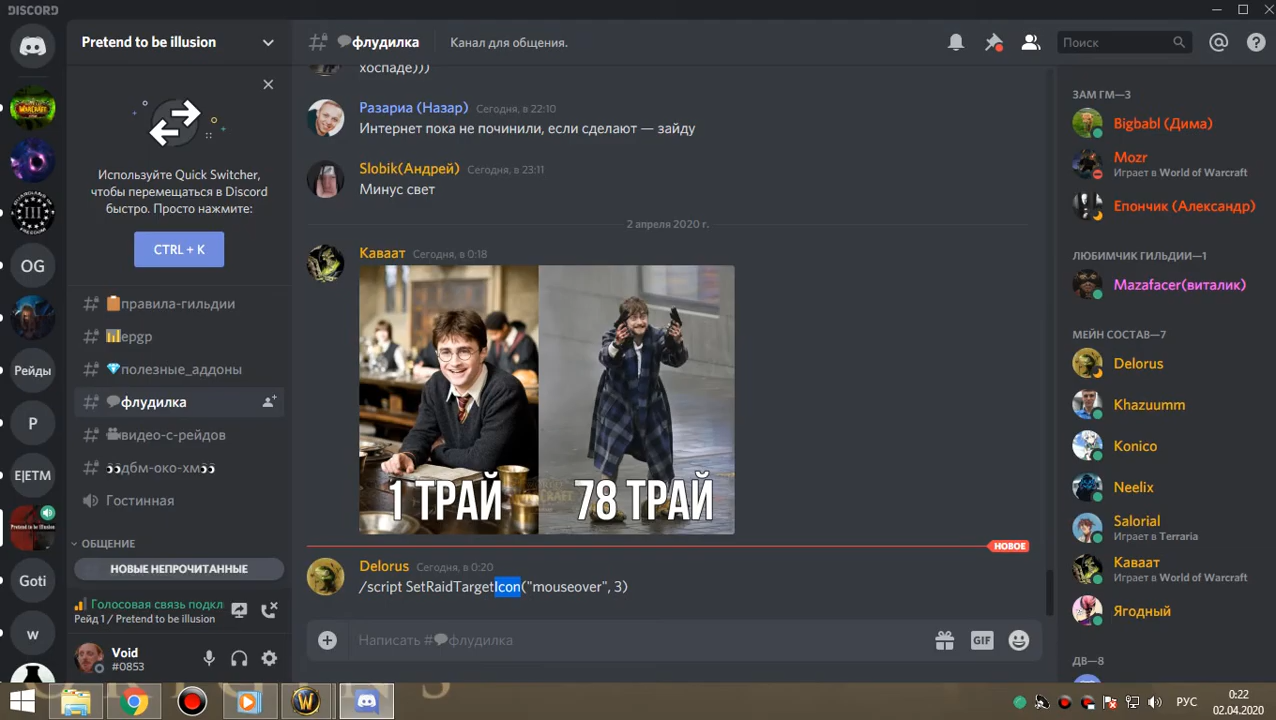 DISCORD
Pretend to be illusion
флудилка
Канал для общения.
Поиск
Используйте Quick Switcher,
чтобы перемещаться в Discord
быстро. Просто нажмите:
CTRL + K
правила-гильдии
epgp
полезные_аддоны
флудилка
видео-с-рейдов
дбм-око-хм
Гостинная
ОБЩЕНИЕ
НОВЫЕ НЕПРОЧИТАННЫЕ
Голосовая связь подкл
Рейд 1 / Pretend to be illusion
Void
#0853
III
OG
Рейды
P
E|ETM
Pretend to be illusion
Goti
w
хоспаде)))
Разариа (Назар) Сегодня, в 22:10
Интернет пока не починили, если сделают — зайду
Slobik(Андрей) Сегодня, в 23:11
Минус свет
2 апреля 2020 г.
Каваат Сегодня, в 0:18
1 ТРАЙ 78 ТРАЙ
НОВОЕ
Delorus Сегодня, в 0:20
/script SetRaidTargetIcon("mouseover", 3)
Написать #флудилка
GIF
ЗАМ ГМ—3
Bigbabl (Дима)
Mozr
Играет в World of Warcraft
Епончик (Александр)
ЛЮБИМЧИК ГИЛЬДИИ—1
Mazafacer(виталик)
МЕЙН СОСТАВ—7
Delorus
Khazuumm
Konico
Neelix
Salorial
Играет в Terraria
Каваат
Ягодный
ДВ—8
РУС
0:22
02.04.2020